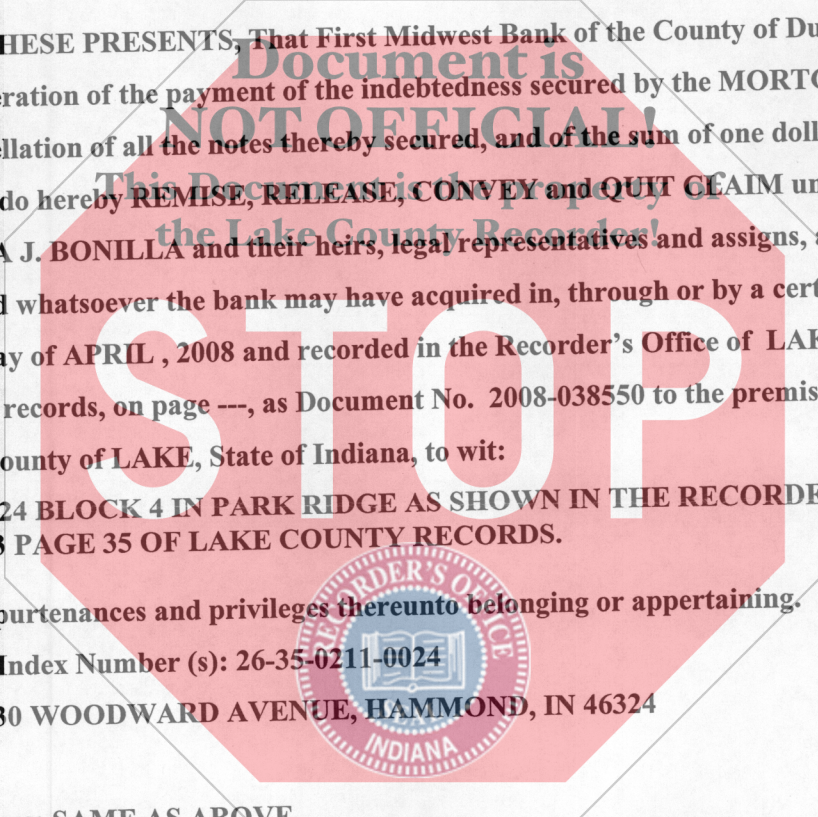 HESE PRESENTS, That First Midwest Bank of the County of Du
Document is
eration of the payment of the indebtedness secured by the MORTG
NOT OFFICIAL!
ellation of all the notes thereby secured, and of the sum of one doll
This Document is the property of
do hereby REMISE, RELEASE, CONVEY and QUIT CLAIM un
the Lake County Recorder!
A J. BONILLA and their heirs, legal representatives and assigns, a
d whatsoever the bank may have acquired in, through or by a cert
STOP
ay of APRIL , 2008 and recorded in the Recorder's Office of LAK
records, on page ---, as Document No. 2008-038550 to the premis
ounty of LAKE, State of Indiana, to wit:
24 BLOCK 4 IN PARK RIDGE AS SHOWN IN THE RECORDE
3 PAGE 35 OF LAKE COUNTY RECORDS.
purtenances and privileges thereunto belonging or appertaining.
Index Number (s): 26-35-0211-0024
30 WOODWARD AVENUE, HAMMOND, IN 46324
RECORDER'S OFFICE
SEAL
INDIANA
SAME AS ABOVE